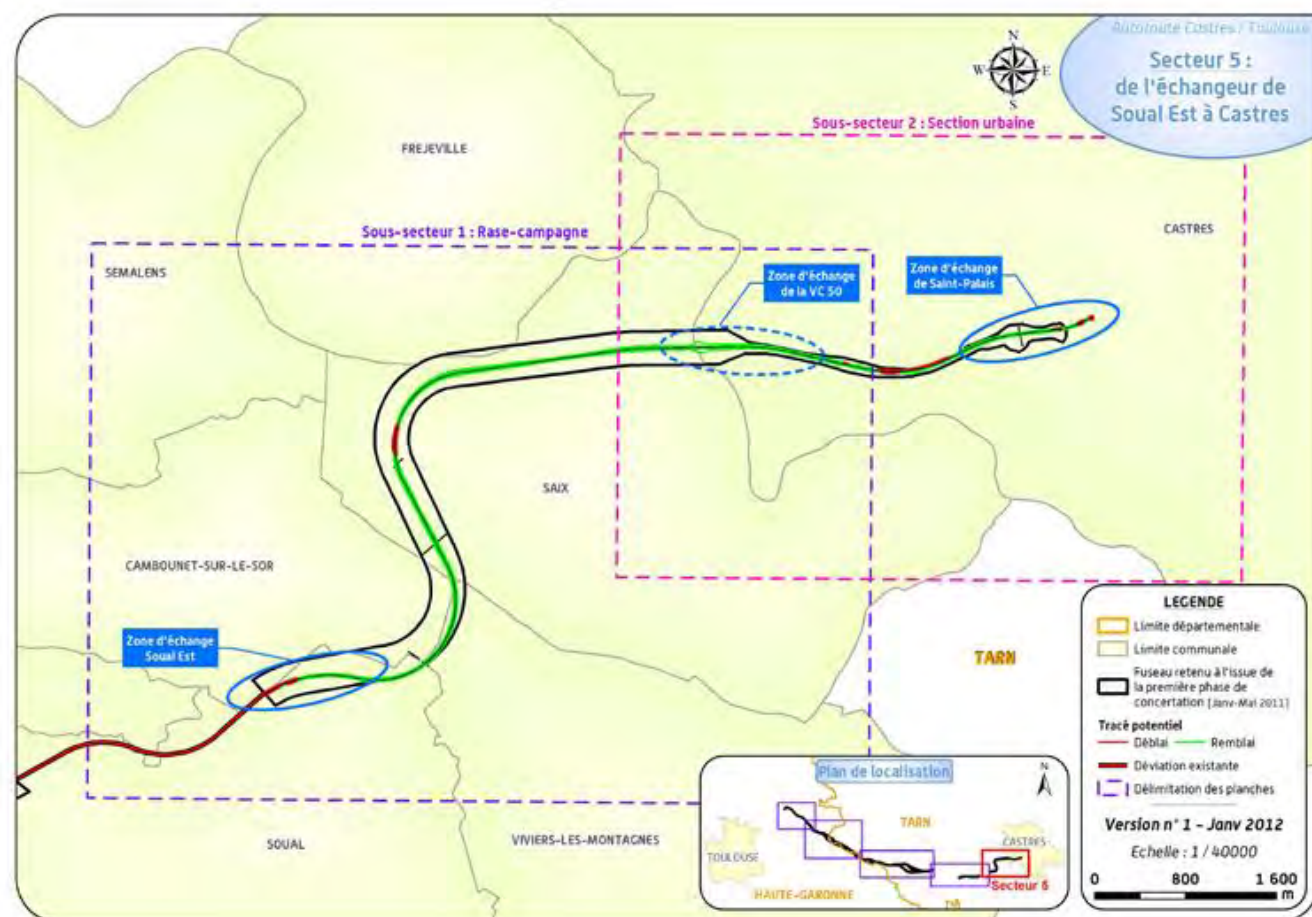 Autoroute Castres / Toulouse
Secteur 5 :
de l'échangeur de
Soual Est à Castres
N
W
E
S
Sous-secteur 2 : Section urbaine
FREJEVILLE
CASTRES
Sous-secteur 1 : Rase-campagne
SEMALENS
Zone d'échange
de la VC 50
Zone d'échange
de Saint-Palais
SAIX
CAMBOUNET-SUR-LE-SOR
Zone d'échange
Soual Est
TARN
SOUAL
VIVIERS-LES-MONTAGNES
LEGENDE
Limite départementale
Limite communale
Fuseau retenu à l'issue de
la première phase de
concertation (Janv-Mai 2011)
Tracé potentiel
Déblai
Remblai
Déviation existante
Délimitation des planches
Version n° 1 - Janv 2012
Echelle : 1 / 40000
0
800
1 600
m
Plan de localisation
N
TARN
TOULOUSE
CASTRES
Secteur 5
HAUTE-GARONNE